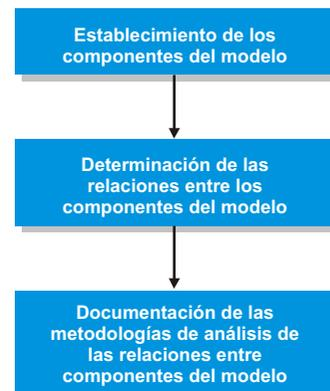 Establecimiento de los
componentes del modelo
Determinación de las
relaciones entre los
componentes del modelo
Documentación de las
metodologías de análisis de
las relaciones entre
componentes del modelo